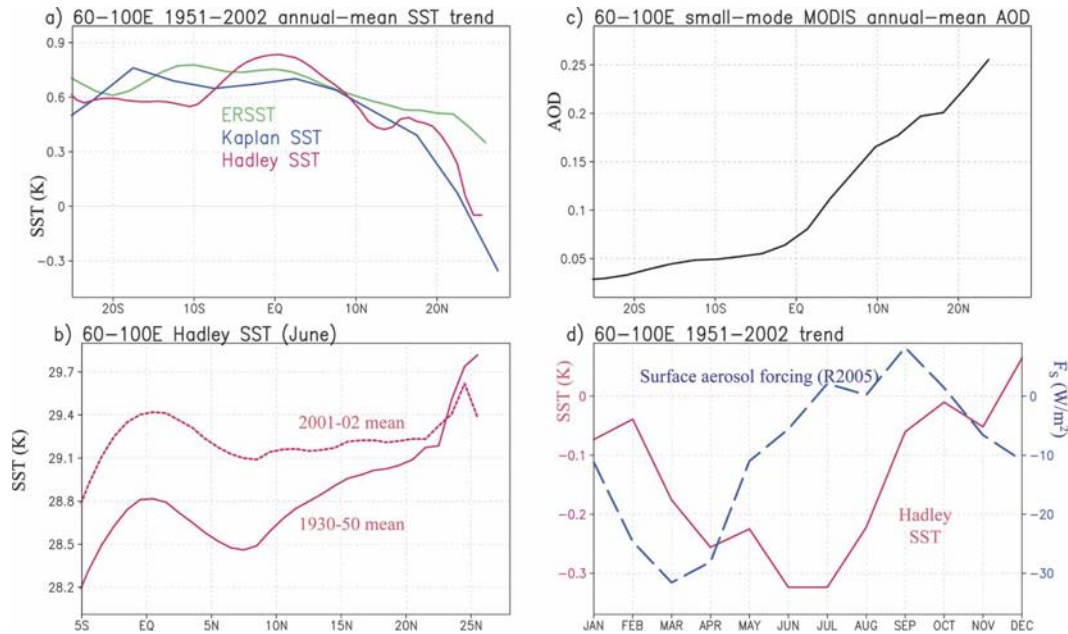 a) 60-100E 1951-2002 annual-mean SST trend
SST (K)
0.9
0.6
0.3
0
-0.3
ERSST
Kaplan SST
Hadley SST
20S 10S EQ 10N 20N
b) 60-100E Hadley SST (June)
SST (K)
29.7
29.4
29.1
28.8
28.5
28.2
2001-02 mean
1930-50 mean
5S EQ 5N 10N 15N 20N 25N
c) 60-100E small-mode MODIS annual-mean AOD
AOD
0.25
0.2
0.15
0.1
0.05
20S 10S EQ 10N 20N
d) 60-100E 1951-2002 trend
SST (K)
0
-0.1
-0.2
-0.3
Surface aerosol forcing (R2005)
Hadley
SST
Fs (W/m²)
0
-10
-20
-30
JAN FEB MAR APR MAY JUN JUL AUG SEP OCT NOV DEC